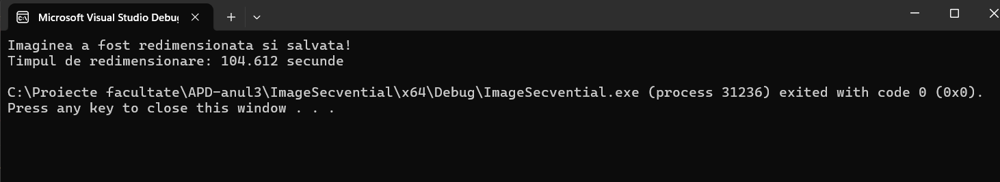 Microsoft Visual Studio Debug
Imaginea a fost redimensionata si salvata!
Timpul de redimensionare: 104.612 secunde
C:\Proiecte facultate\APD-anul3\ImageSecvential\x64\Debug\ImageSecvential.exe (process 31236) exited with code 0 (0x0).
Press any key to close this window . . .